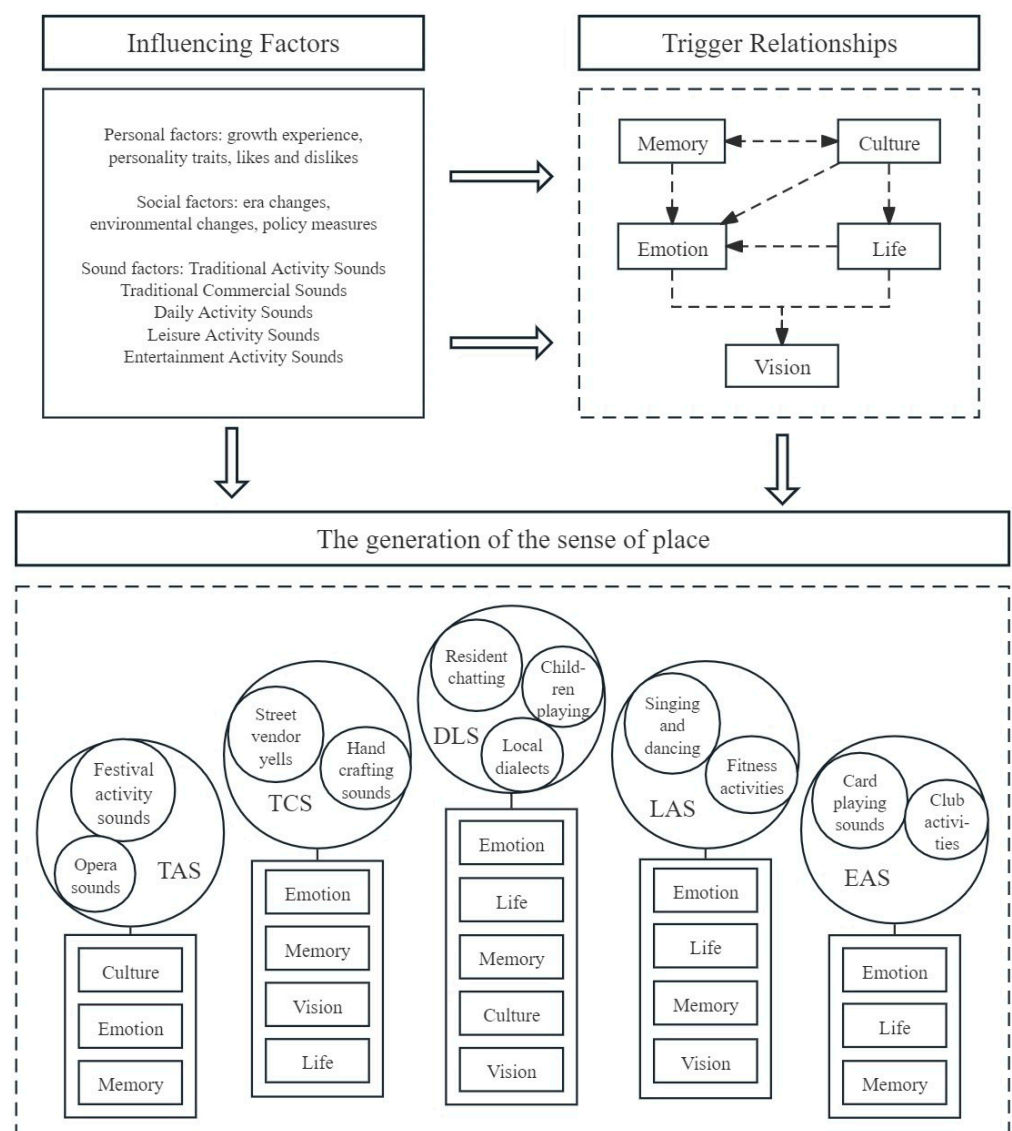 Influencing Factors
Trigger Relationships
Personal factors: growth experience,
personality traits, likes and dislikes
Social factors: era changes,
environmental changes, policy measures
Sound factors: Traditional Activity Sounds
Traditional Commercial Sounds
Daily Activity Sounds
Leisure Activity Sounds
Entertainment Activity Sounds
Memory
Culture
Emotion
Life
Vision
The generation of the sense of place
Festival
activity
sounds
Opera
sounds
TAS
Culture
Emotion
Memory
Street
vendor
yells
Hand
crafting
sounds
TCS
Emotion
Memory
Vision
Life
Resident
chatting
Child-
ren
playing
Local
dialects
DLS
Emotion
Life
Memory
Culture
Vision
Singing
and
dancing
Fitness
activities
LAS
Emotion
Life
Memory
Vision
Card
playing
sounds
Club
activi-
ties
EAS
Emotion
Life
Memory